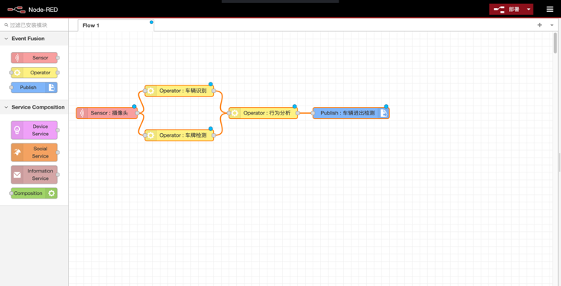 Node-RED
部署
过滤已安装模块
Flow 1
Event Fusion
Sensor
Operator
Publish
Service Composition
Device
Service
Social
Service
Information
Service
Composition
Operator : 车辆识别
Sensor : 摄像头
Operator : 行为分析
Publish : 车辆进出检测
Operator : 车牌检测